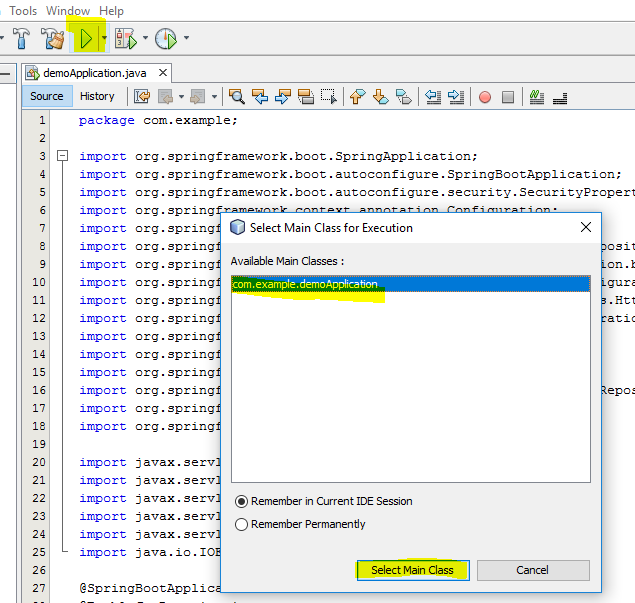 Tools Window Help
demoApplication.java
Source History
1 package com.example;
2
3 import org.springframework.boot.SpringApplication;
4 import org.springframework.boot.autoconfigure.SpringBootApplication;
5 import org.springframework.boot.autoconfigure.security.SecurityPropert
6 import org.springframework.context.annotation.Configuration;
Select Main Class for Execution
7 import org.springf
8 import org.springf posit
Available Main Classes :
9 import org.springf ion.b
com.example.demoApplication
10 import org.springf igura
11 import org.springf s.Htt
12 import org.springf ratio
13 import org.springf
14 import org.springf
15 import org.springf
16 import org.springf Repos
17 import org.springf
18 import org.springf
19
20 import javax.servl
21 import javax.servl
22 import javax.servl
Remember in Current IDE Session
23 import javax.servl
Remember Permanently
24 import javax.servl
25 import java.io.IOE
26
Select Main Class Cancel
27 @SpringBootApplica